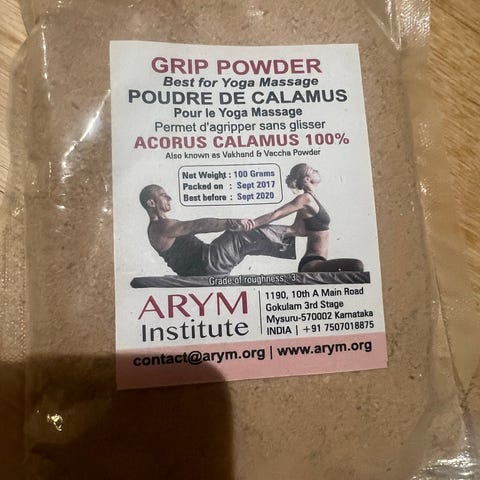 GRIP POWDER
Best for Yoga Massage
POUDRE DE CALAMUS
Pour le Yoga Massage
Permet d'agripper sans glisser
ACORUS CALAMUS 100%
Also known as Vakhand & Vaccha Powder
Net Weight : 100 Grams
Packed on : Sept 2017
Best before : Sept 2020
Grade of roughness: 3
ARYM
Institute
1190, 10th A Main Road
Gokulam 3rd Stage
Mysuru-570002 Karnataka
INDIA | +91 7507018875
contact@arym.org | www.arym.org